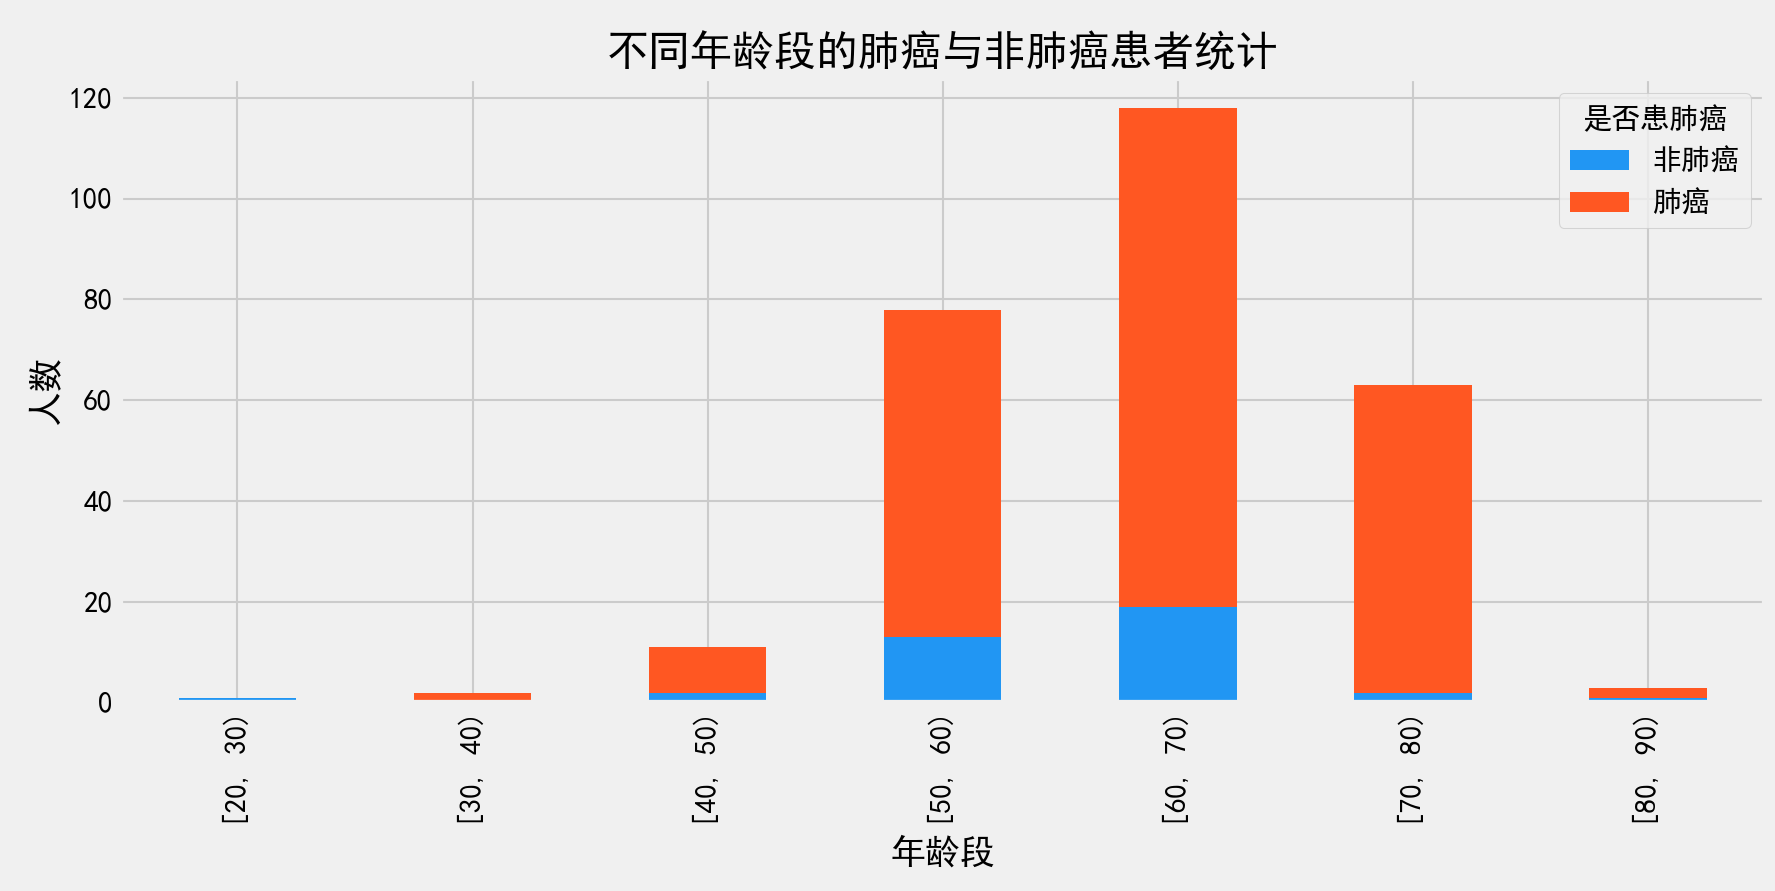 不同年龄段的肺癌与非肺癌患者统计
120
100
80
60
40
20
0
人数
是否患肺癌
非肺癌
肺癌
[20, 30)
[30, 40)
[40, 50)
[50, 60)
[60, 70)
[70, 80)
[80, 90)
年龄段